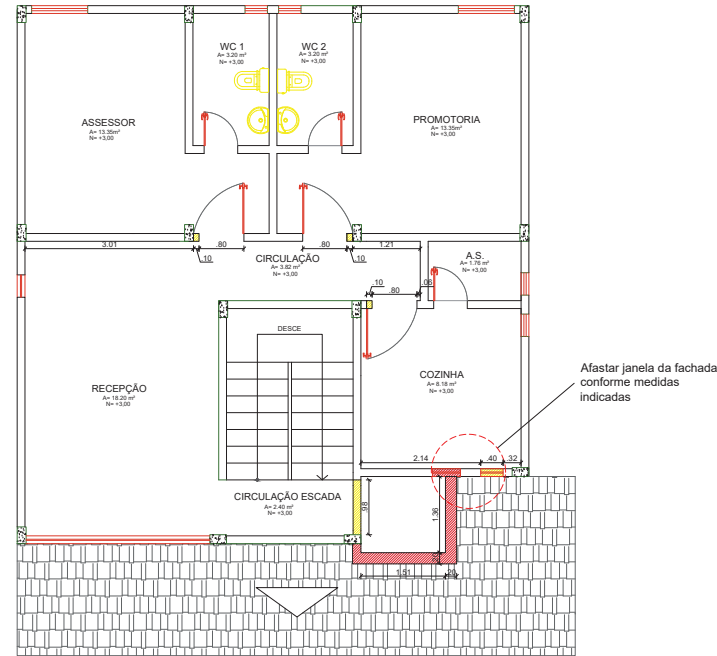 WC 1
A= 3.20 m²
N= +3,00
WC 2
A= 3.20 m²
N= +3,00
ASSESSOR
A= 13.35m²
N= +3,00
PROMOTORIA
A= 13.35m²
N= +3,00
3.01
.80
.80
1.21
.10
CIRCULAÇÃO
A= 3.82 m²
N= +3,00
.10
A.S.
A= 1.76 m²
N= +3,00
.10
.80
.06
DESCE
RECEPÇÃO
A= 18.20 m²
N= +3,00
COZINHA
A= 8.18 m²
N= +3,00
Afastar janela da fachada
conforme medidas
indicadas
2.14
.40
.32
CIRCULAÇÃO ESCADA
A= 2.40 m²
N= +3,00
.98
1.36
1.51
.20